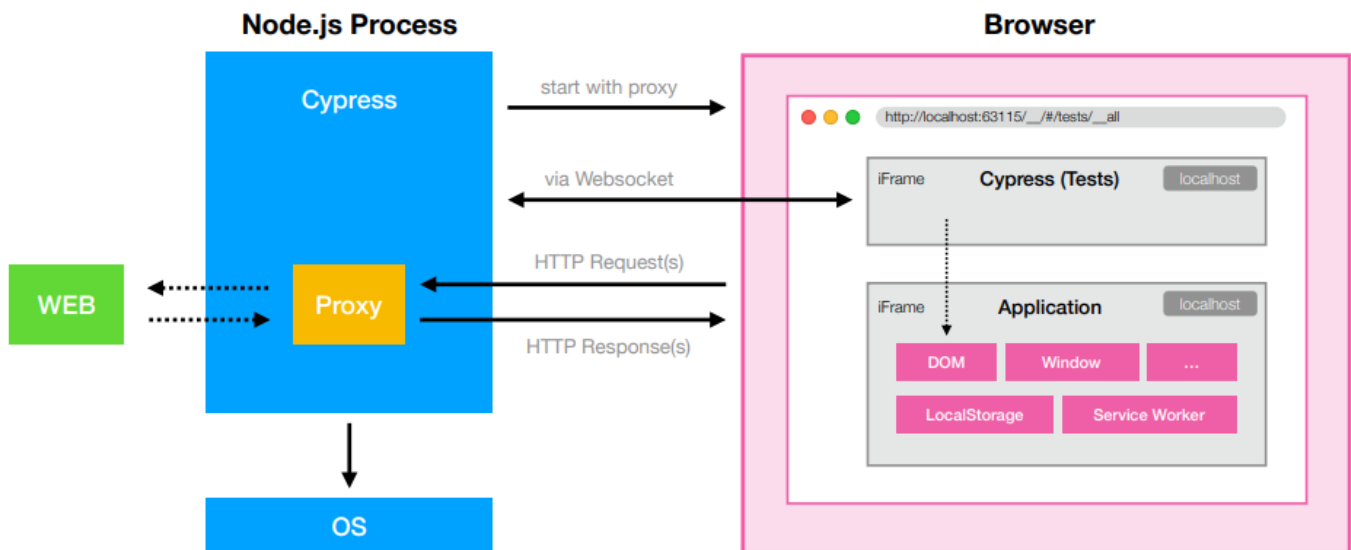 Node.js Process
Browser
Cypress
start with proxy
http://localhost:63115/__/#/tests/__all
via Websocket
iFrame
Cypress (Tests)
localhost
WEB
Proxy
HTTP Request(s)
HTTP Response(s)
iFrame
Application
localhost
DOM
Window
...
LocalStorage
Service Worker
OS